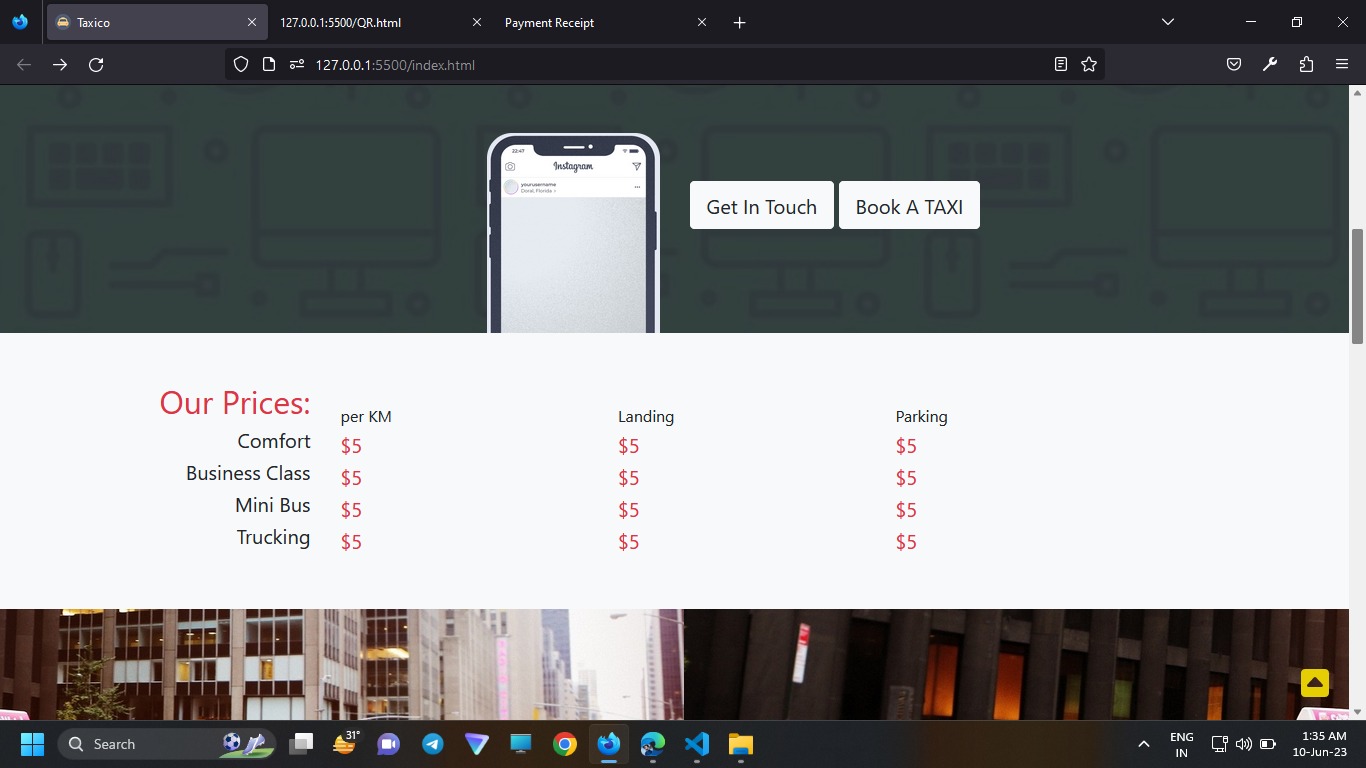 Taxico
127.0.0.1:5500/QR.html
Payment Receipt
127.0.0.1:5500/index.html
22:47
Instagram
yourusername
Doral, Florida >
Get In Touch
Book A TAXI
Our Prices:
per KM Landing Parking
Comfort $5 $5 $5
Business Class $5 $5 $5
Mini Bus $5 $5 $5
Trucking $5 $5 $5
Search
31°
ENG
IN
1:35 AM
10-Jun-23